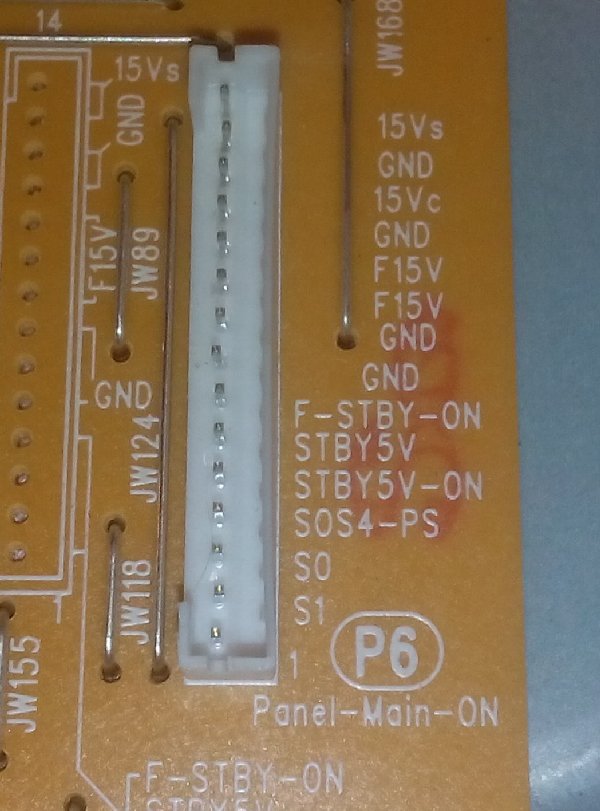 14
JW168
15Vs
GND
F15V
JW89
GND
JW124
JW118
JW155
15Vs
GND
15Vc
GND
F15V
F15V
GND
GND
F-STBY-ON
STBY5V
STBY5V-ON
SOS4-PS
S0
S1
1
P6
Panel-Main-ON
F-STBY-ON
STBY5V